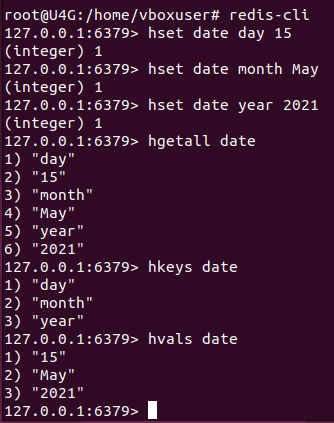 root@U4G:/home/vboxuser# redis-cli
127.0.0.1:6379> hset date day 15
(integer) 1
127.0.0.1:6379> hset date month May
(integer) 1
127.0.0.1:6379> hset date year 2021
(integer) 1
127.0.0.1:6379> hgetall date
1) "day"
2) "15"
3) "month"
4) "May"
5) "year"
6) "2021"
127.0.0.1:6379> hkeys date
1) "day"
2) "month"
3) "year"
127.0.0.1:6379> hvals date
1) "15"
2) "May"
3) "2021"
127.0.0.1:6379>